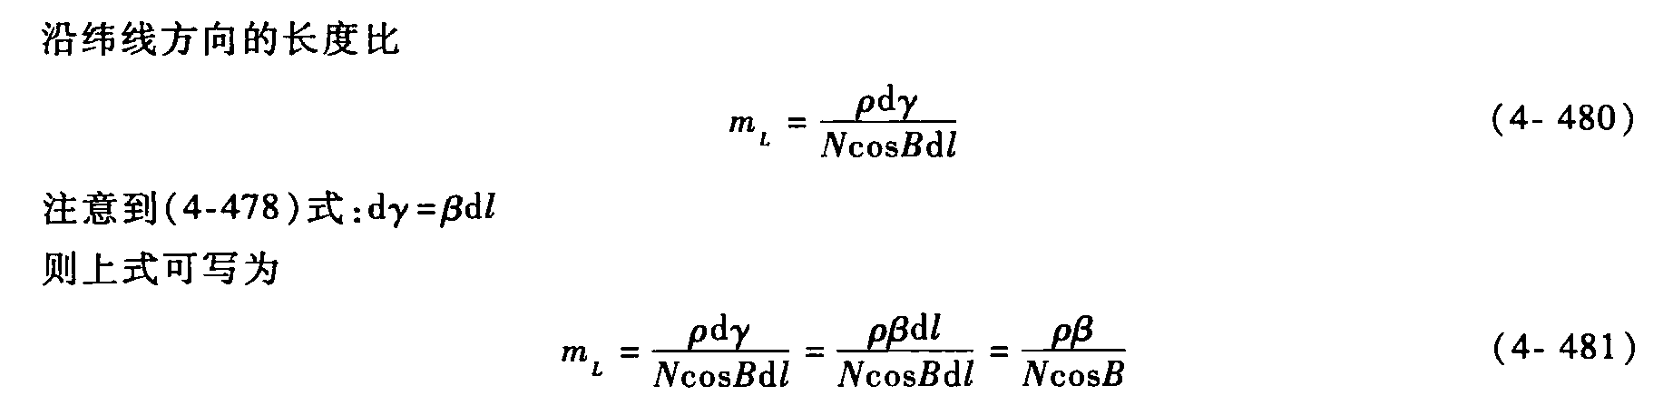 沿纬线方向的长度比
m_L = ρdγ / NcosBdl (4- 480)
注意到(4-478)式:dγ=βdl
则上式可写为
m_L = ρdγ / NcosBdl = ρβdl / NcosBdl = ρβ / NcosB (4- 481)